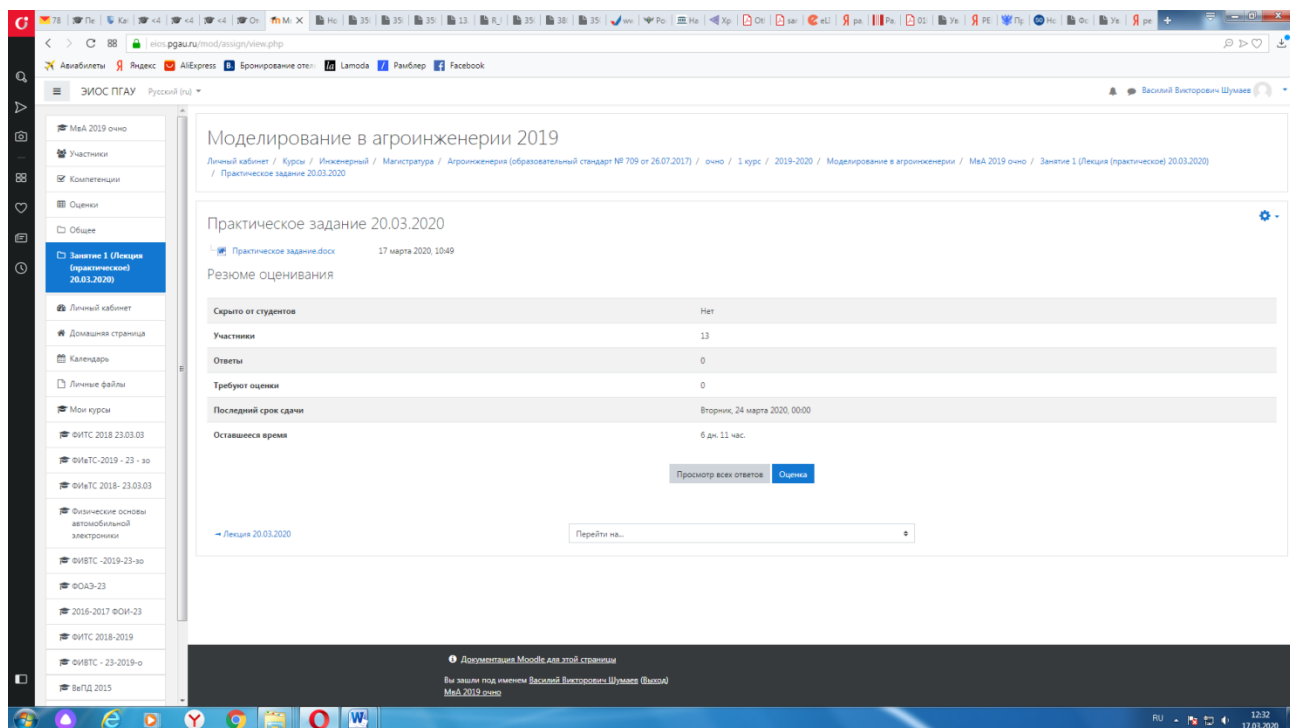 78
eios.pgau.ru/mod/assign/view.php
Авиабилеты Яндекс AliExpress Бронирование отел Lamoda Рамблер Facebook
ЭИОС ПГАУ Русский (ru)
Василий Викторович Шумаев
МвА 2019 очно
Участники
Компетенции
Оценки
Общее
Занятие 1 (Лекция
(практическое)
20.03.2020)
Личный кабинет
Домашняя страница
Календарь
Личные файлы
Мои курсы
ФИТС 2018 23.03.03
ФИвТС-2019 - 23 - зо
ФИвТС 2018- 23.03.03
Физические основы
автомобильной
электроники
ФИВТС -2019-23-зо
ФОАЭ-23
2016-2017 ФОИ-23
ФИТС 2018-2019
ФИВТС - 23-2019-о
ВвПД 2015
Моделирование в агроинженерии 2019
Личный кабинет / Курсы / Инженерный / Магистратура / Агроинженерия (образовательный стандарт № 709 от 26.07.2017) / очно / 1 курс / 2019-2020 / Моделирование в агроинженерии / МвА 2019 очно / Занятие 1 (Лекция (практическое) 20.03.2020)
/ Практическое задание 20.03.2020
Практическое задание 20.03.2020
Практическое задание.docx 17 марта 2020, 10:49
Резюме оценивания
Скрыто от студентов Нет
Участники 13
Ответы 0
Требуют оценки 0
Последний срок сдачи Вторник, 24 марта 2020, 00:00
Оставшееся время 6 дн. 11 час.
Просмотр всех ответов Оценка
→ Лекция 20.03.2020 Перейти на...
Документация Moodle для этой страницы
Вы зашли под именем Василий Викторович Шумаев (Выход)
МвА 2019 очно
RU 12:32
17.03.2020